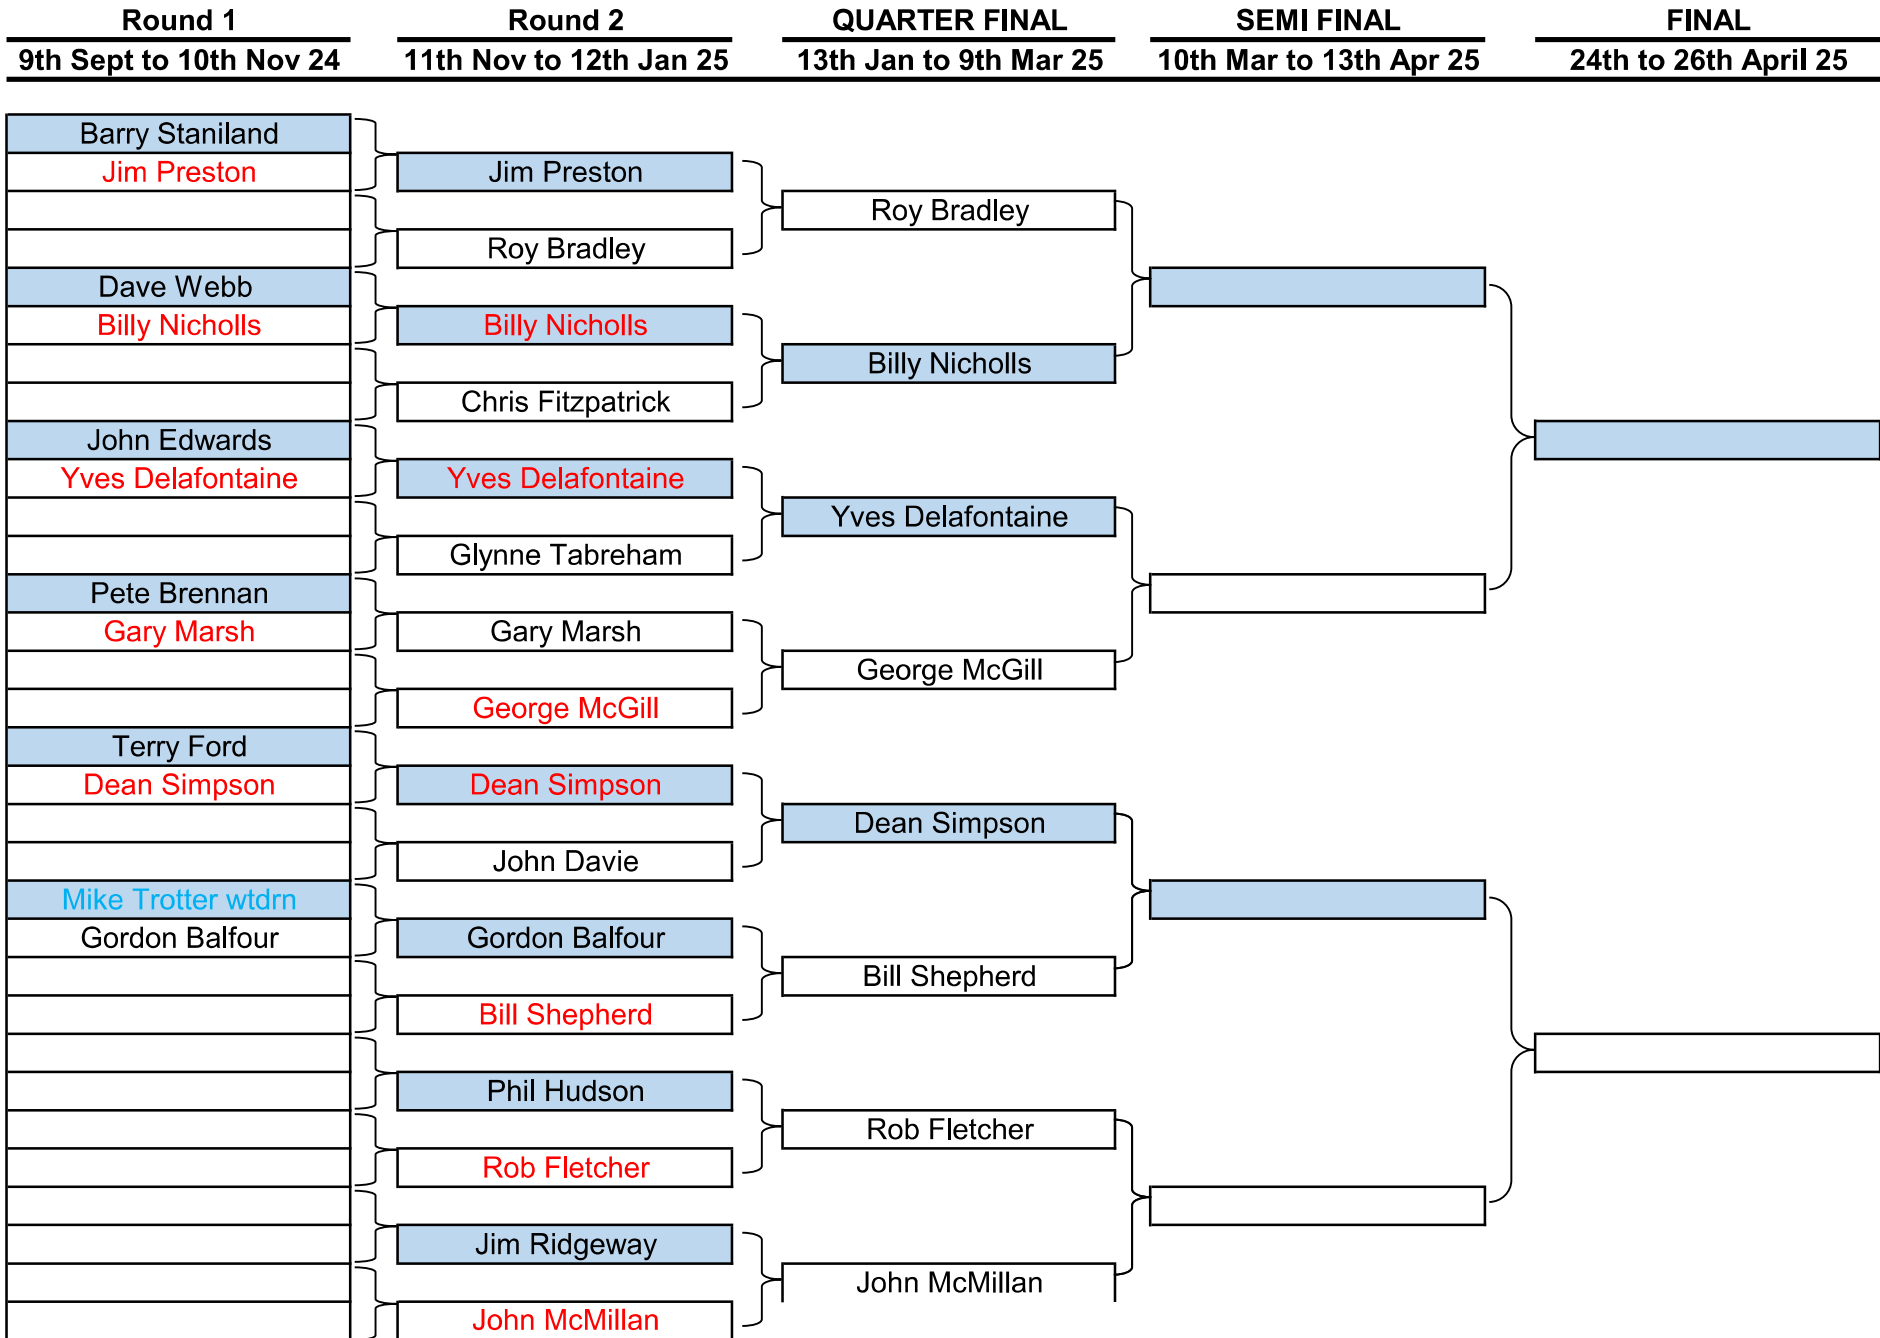 Round 1
Round 2
QUARTER FINAL
SEMI FINAL
FINAL
9th Sept to 10th Nov 24
11th Nov to 12th Jan 25
13th Jan to 9th Mar 25
10th Mar to 13th Apr 25
24th to 26th April 25
Barry Staniland
Jim Preston
Dave Webb
Billy Nicholls
John Edwards
Yves Delafontaine
Pete Brennan
Gary Marsh
Terry Ford
Dean Simpson
Mike Trotter wtdrn
Gordon Balfour
Jim Preston
Roy Bradley
Billy Nicholls
Chris Fitzpatrick
Yves Delafontaine
Glynne Tabreham
Gary Marsh
George McGill
Dean Simpson
John Davie
Gordon Balfour
Bill Shepherd
Phil Hudson
Rob Fletcher
Jim Ridgeway
John McMillan
Roy Bradley
Billy Nicholls
Yves Delafontaine
George McGill
Dean Simpson
Bill Shepherd
Rob Fletcher
John McMillan